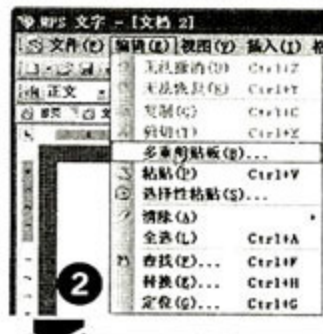 WPS 文字 - [文档 2]
文件(F) 编辑(E) 视图(V) 插入(I)
正文
无法撤消(U) Ctrl+Z
无法恢复(R) Ctrl+Y
首页
复制(C) Ctrl+C
剪切(T) Ctrl+X
多重剪贴板(B)...
粘贴(P) Ctrl+V
选择性粘贴(S)...
清除(A)
全选(L) Ctrl+A
查找(F)... Ctrl+F
替换(E)... Ctrl+H
定位(G)... Ctrl+G
2